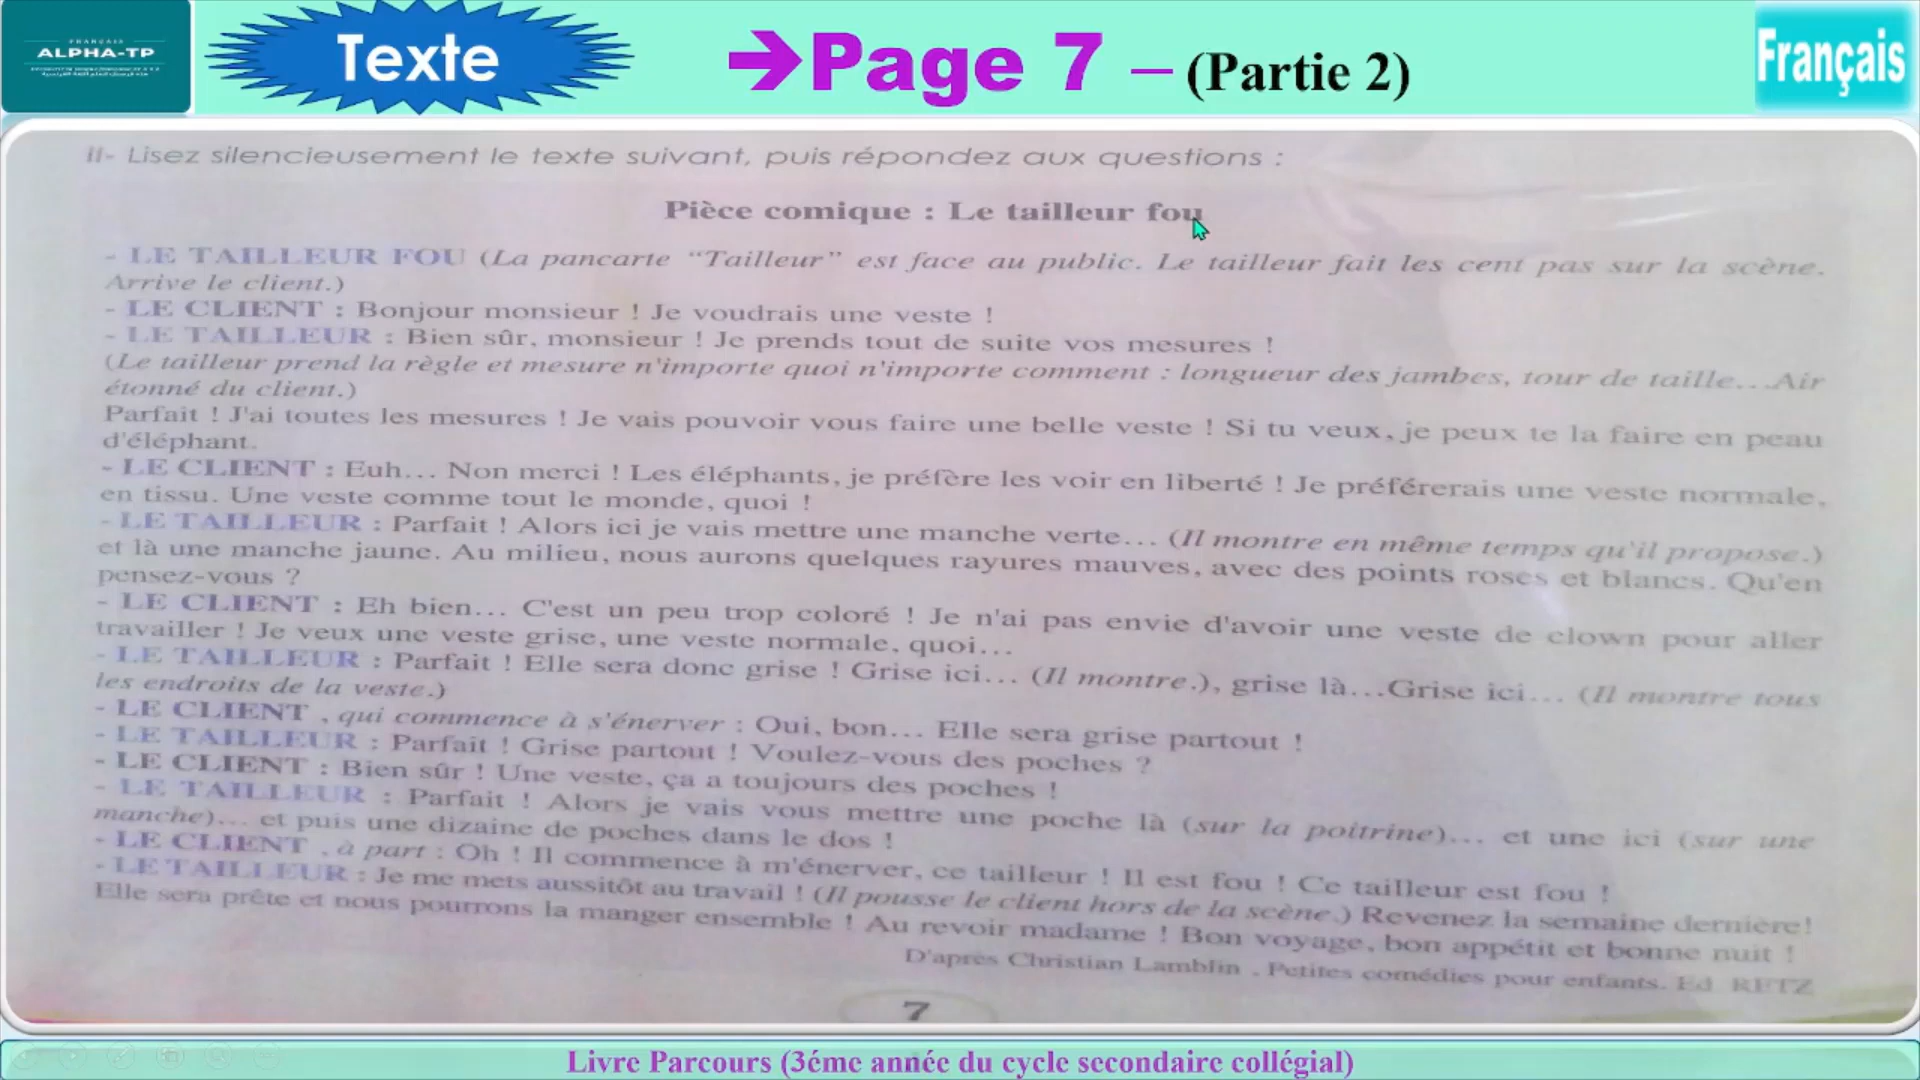 FRANÇAIS
ALPHA-TP
Texte
➔Page 7 – (Partie 2)
Français
II- Lisez silencieusement le texte suivant, puis répondez aux questions :
Pièce comique : Le tailleur fou
- LE TAILLEUR FOU (La pancarte “Tailleur” est face au public. Le tailleur fait les cent pas sur la scène.
Arrive le client.)
- LE CLIENT : Bonjour monsieur ! Je voudrais une veste !
- LE TAILLEUR : Bien sûr, monsieur ! Je prends tout de suite vos mesures !
(Le tailleur prend la règle et mesure n'importe quoi n'importe comment : longueur des jambes, tour de taille...Air
étonné du client.)
Parfait ! J'ai toutes les mesures ! Je vais pouvoir vous faire une belle veste ! Si tu veux, je peux te la faire en peau
d'éléphant.
- LE CLIENT : Euh... Non merci ! Les éléphants, je préfère les voir en liberté ! Je préférerais une veste normale,
en tissu. Une veste comme tout le monde, quoi !
- LE TAILLEUR : Parfait ! Alors ici je vais mettre une manche verte... (Il montre en même temps qu'il propose.)
et là une manche jaune. Au milieu, nous aurons quelques rayures mauves, avec des points roses et blancs. Qu'en
pensez-vous ?
- LE CLIENT : Eh bien... C'est un peu trop coloré ! Je n'ai pas envie d'avoir une veste de clown pour aller
travailler ! Je veux une veste grise, une veste normale, quoi...
- LE TAILLEUR : Parfait ! Elle sera donc grise ! Grise ici... (Il montre.), grise là...Grise ici... (Il montre tous
les endroits de la veste.)
- LE CLIENT , qui commence à s'énerver : Oui, bon... Elle sera grise partout !
- LE TAILLEUR : Parfait ! Grise partout ! Voulez-vous des poches ?
- LE CLIENT : Bien sûr ! Une veste, ça a toujours des poches !
- LE TAILLEUR : Parfait ! Alors je vais vous mettre une poche là (sur la poitrine)... et une ici (sur une
manche)... et puis une dizaine de poches dans le dos !
- LE CLIENT , à part : Oh ! Il commence à m'énerver, ce tailleur ! Il est fou ! Ce tailleur est fou !
- LE TAILLEUR : Je me mets aussitôt au travail ! (Il pousse le client hors de la scène.) Revenez la semaine dernière!
Elle sera prête et nous pourrons la manger ensemble ! Au revoir madame ! Bon voyage, bon appétit et bonne nuit !
D'après Christian Lamblin . Petites comédies pour enfants. Ed RETZ
7
Livre Parcours (3éme année du cycle secondaire collégial)